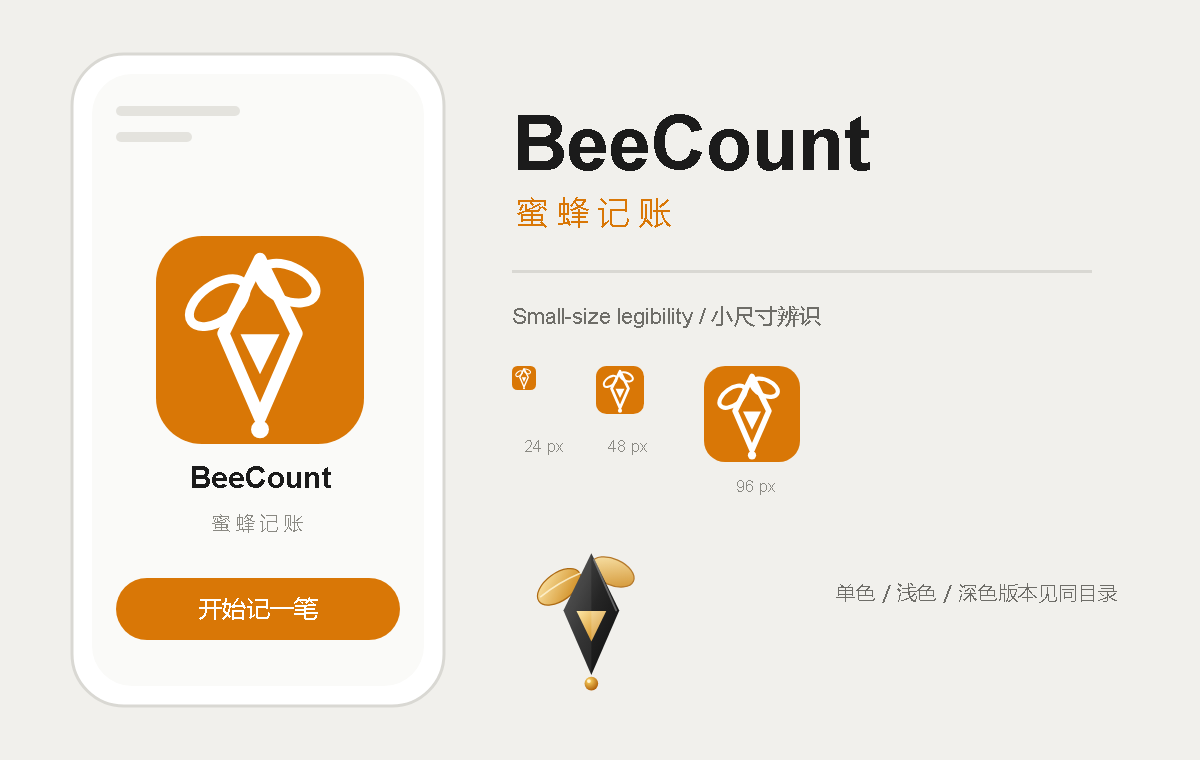 BeeCount
蜜蜂记账
开始记一笔
BeeCount
蜜蜂记账
Small-size legibility / 小尺寸辨识
24 px
48 px
96 px
单色 / 浅色 / 深色版本见同目录